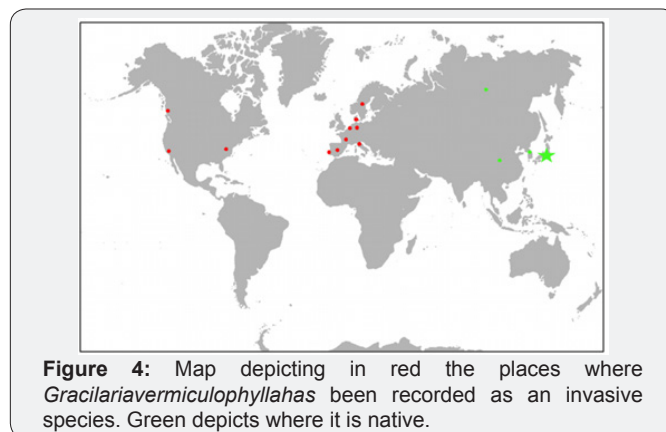 Figure 4: Map depicting in red the places where
Gracilariavermiculophyllahas been recorded as an invasive
species. Green depicts where it is native.